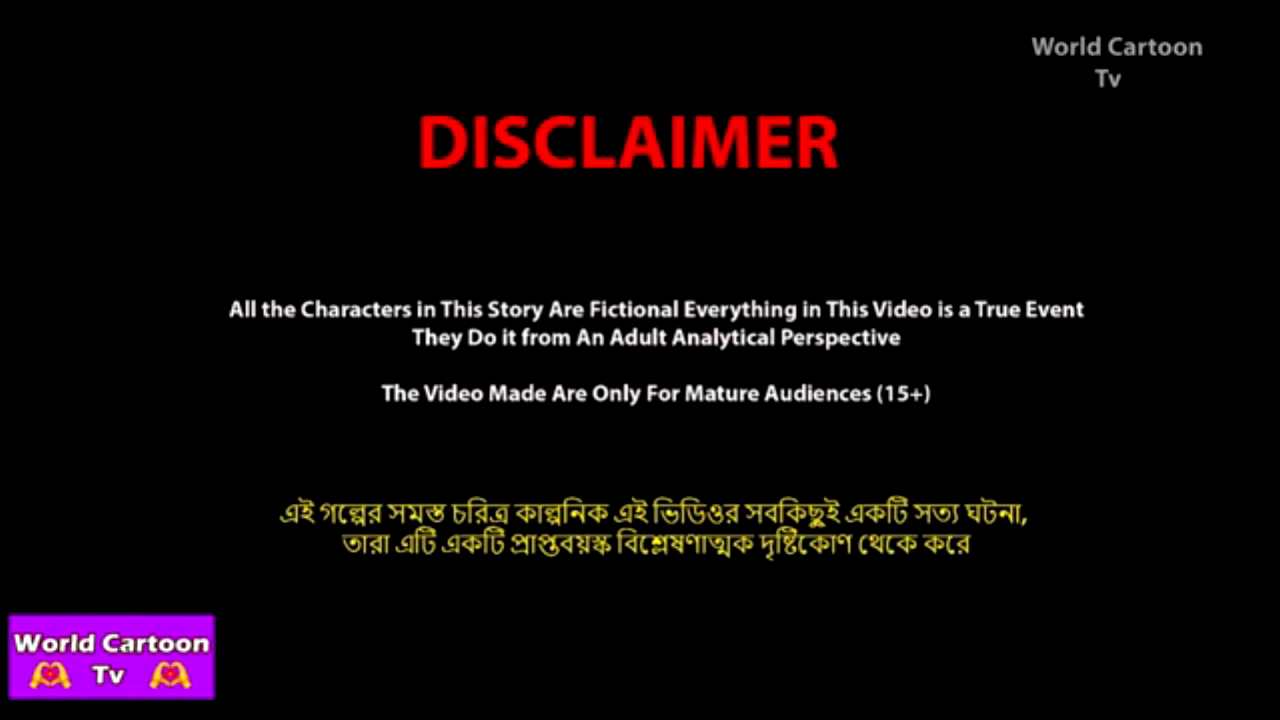 World Cartoon
Tv
DISCLAIMER
All the Characters in This Story Are Fictional Everything in This Video is a True Event
They Do it from An Adult Analytical Perspective
The Video Made Are Only For Mature Audiences (15+)
এই গল্পের সমস্ত চরিত্র কাল্পনিক এই ভিডিওর সবকিছুই একটি সত্য ঘটনা,
তারা এটি একটি প্রাপ্তবয়স্ক বিশ্লেষণাত্মক দৃষ্টিকোণ থেকে করে
World Cartoon
Tv